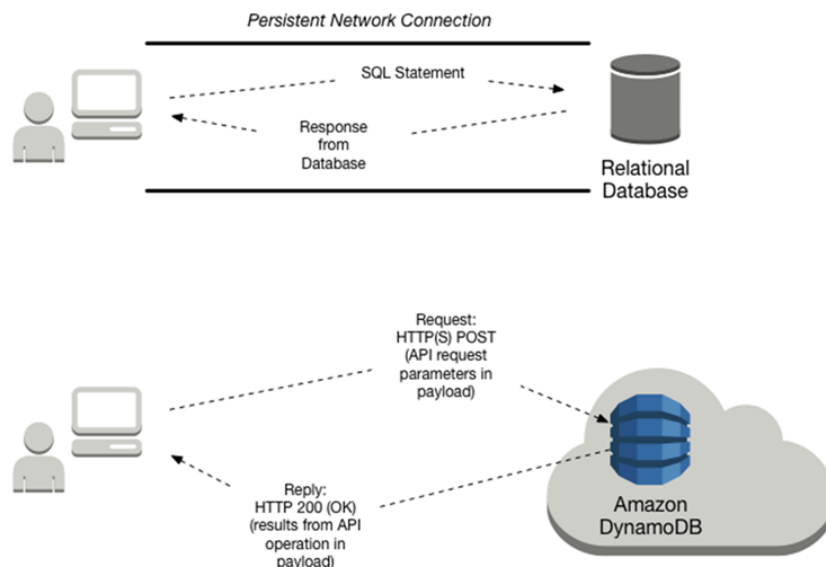 Persistent Network Connection
SQL Statement
Response
from
Database
Relational
Database
Request:
HTTP(S) POST
(API request
parameters in
payload)
Reply:
HTTP 200 (OK)
(results from API
operation in
payload)
Amazon
DynamoDB